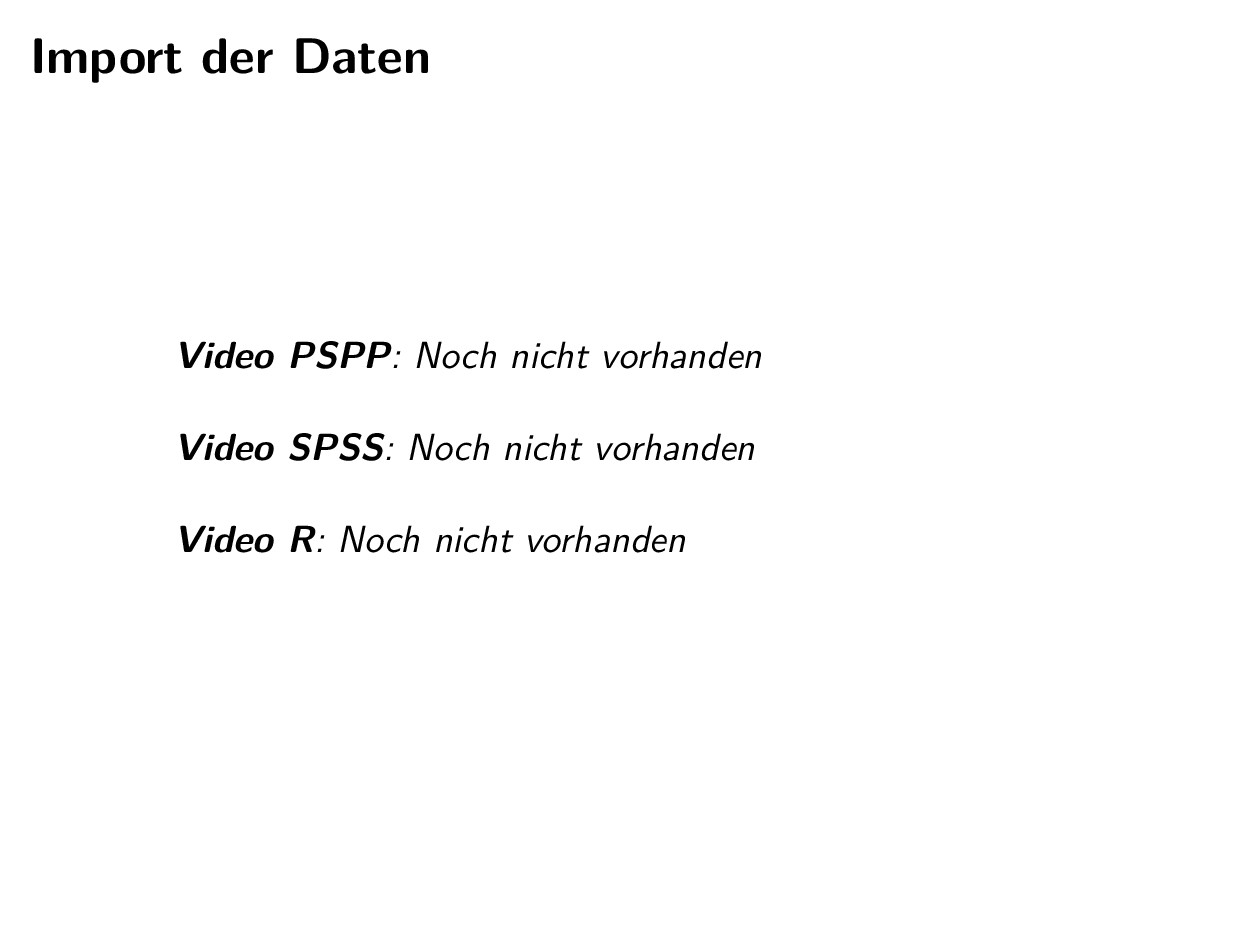 Import der Daten
Video PSPP: Noch nicht vorhanden
Video SPSS: Noch nicht vorhanden
Video R: Noch nicht vorhanden